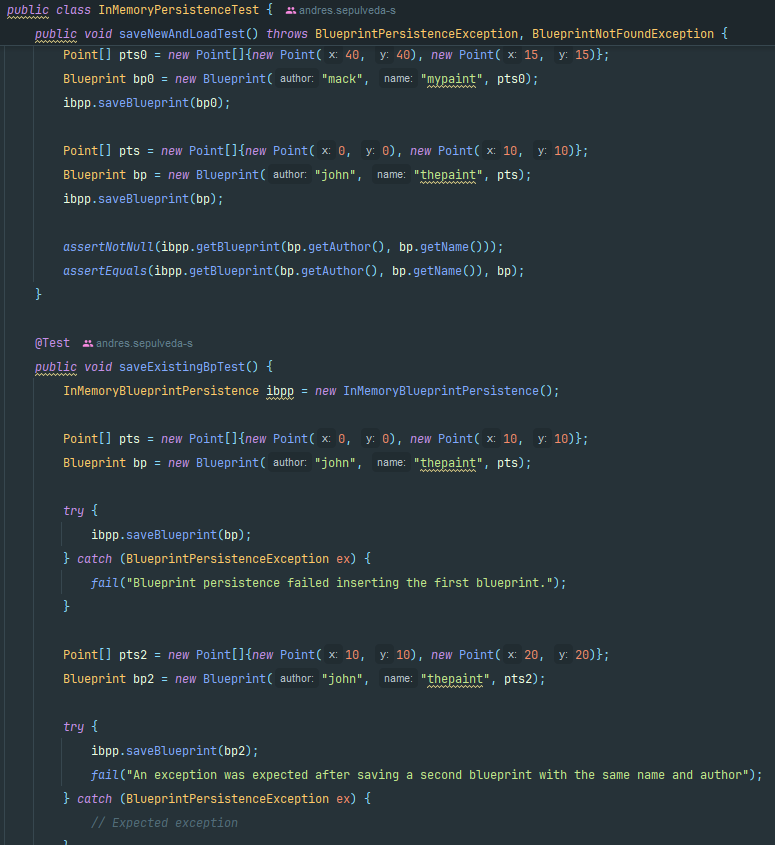 public class InMemoryPersistenceTest { andres.sepulveda-s
public void saveNewAndLoadTest() throws BlueprintPersistenceException, BlueprintNotFoundException {
Point[] pts0 = new Point[]{new Point( x: 40, y: 40), new Point( x: 15, y: 15)};
Blueprint bp0 = new Blueprint( author: "mack", name: "mypaint", pts0);
ibpp.saveBlueprint(bp0);
Point[] pts = new Point[]{new Point( x: 0, y: 0), new Point( x: 10, y: 10)};
Blueprint bp = new Blueprint( author: "john", name: "thepaint", pts);
ibpp.saveBlueprint(bp);
assertNotNull(ibpp.getBlueprint(bp.getAuthor(), bp.getName()));
assertEquals(ibpp.getBlueprint(bp.getAuthor(), bp.getName()), bp);
}
@Test andres.sepulveda-s
public void saveExistingBpTest() {
InMemoryBlueprintPersistence ibpp = new InMemoryBlueprintPersistence();
Point[] pts = new Point[]{new Point( x: 0, y: 0), new Point( x: 10, y: 10)};
Blueprint bp = new Blueprint( author: "john", name: "thepaint", pts);
try {
ibpp.saveBlueprint(bp);
} catch (BlueprintPersistenceException ex) {
fail("Blueprint persistence failed inserting the first blueprint.");
}
Point[] pts2 = new Point[]{new Point( x: 10, y: 10), new Point( x: 20, y: 20)};
Blueprint bp2 = new Blueprint( author: "john", name: "thepaint", pts2);
try {
ibpp.saveBlueprint(bp2);
fail("An exception was expected after saving a second blueprint with the same name and author");
} catch (BlueprintPersistenceException ex) {
// Expected exception
}